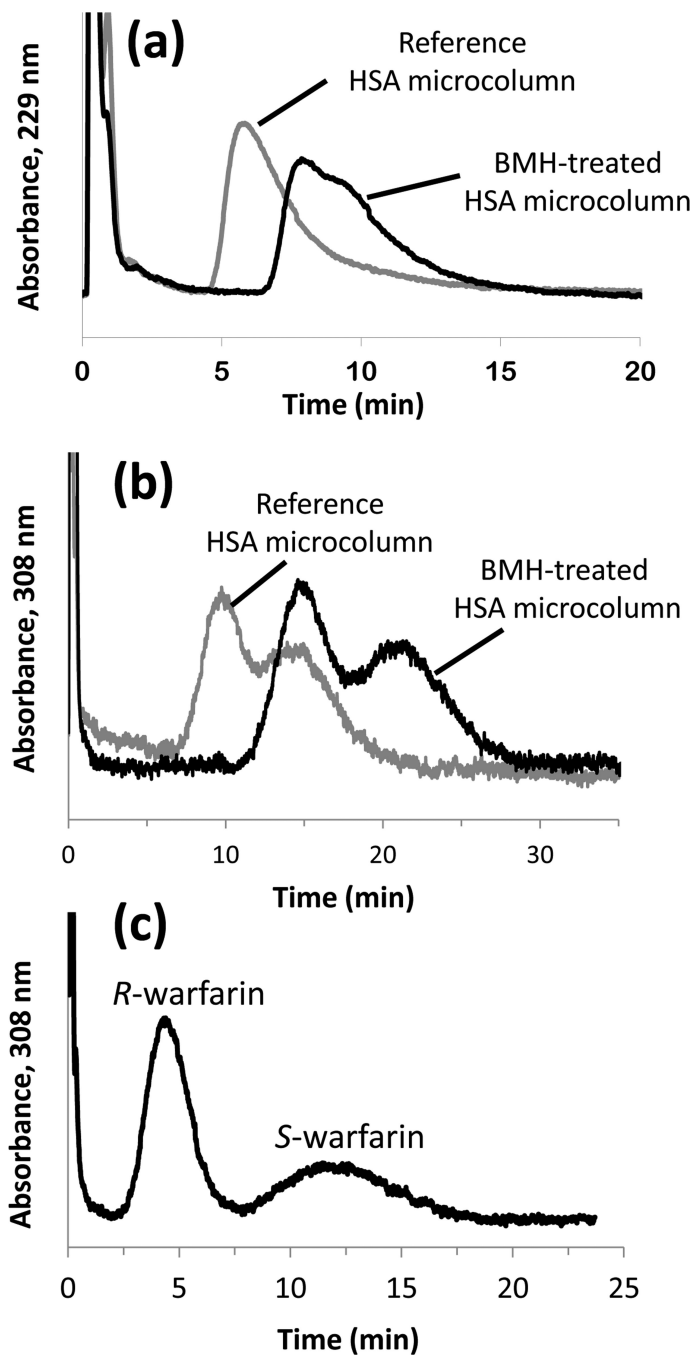 (a)
Reference
HSA microcolumn
BMH-treated
HSA microcolumn
Absorbance, 229 nm
0 5 10 15 20
Time (min)
(b)
Reference
HSA microcolumn
BMH-treated
HSA microcolumn
Absorbance, 308 nm
0 10 20 30
Time (min)
(c)
R-warfarin
S-warfarin
Absorbance, 308 nm
0 5 10 15 20 25
Time (min)